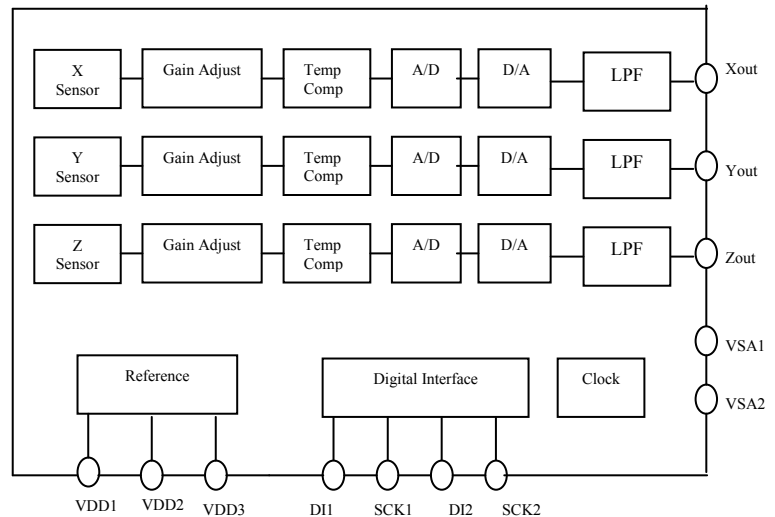 X
Sensor
Gain Adjust
Temp
Comp
A/D
D/A
LPF
Xout
Y
Sensor
Gain Adjust
Temp
Comp
A/D
D/A
LPF
Yout
Z
Sensor
Gain Adjust
Temp
Comp
A/D
D/A
LPF
Zout
VSA1
Reference
Digital Interface
Clock
VSA2
VDD1
VDD2
VDD3
DI1
SCK1
DI2
SCK2